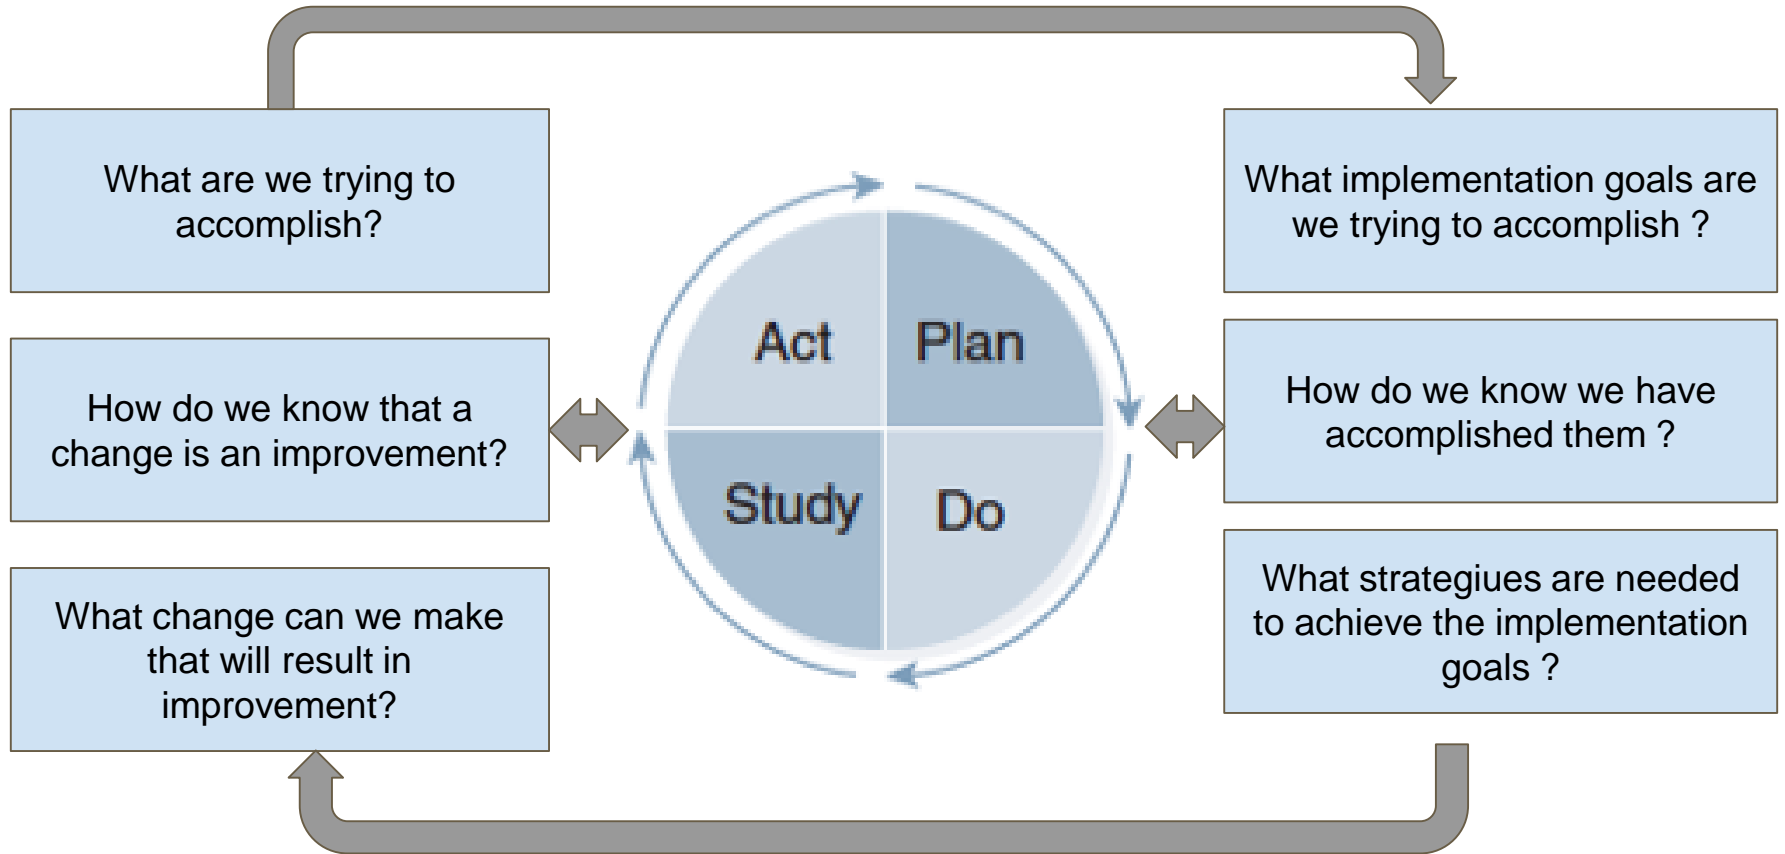 What are we trying to
accomplish?
How do we know that a
change is an improvement?
What change can we make
that will result in
improvement?
Act
Plan
Study
Do
What implementation goals are
we trying to accomplish ?
How do we know we have
accomplished them ?
What strategiues are needed
to achieve the implementation
goals ?